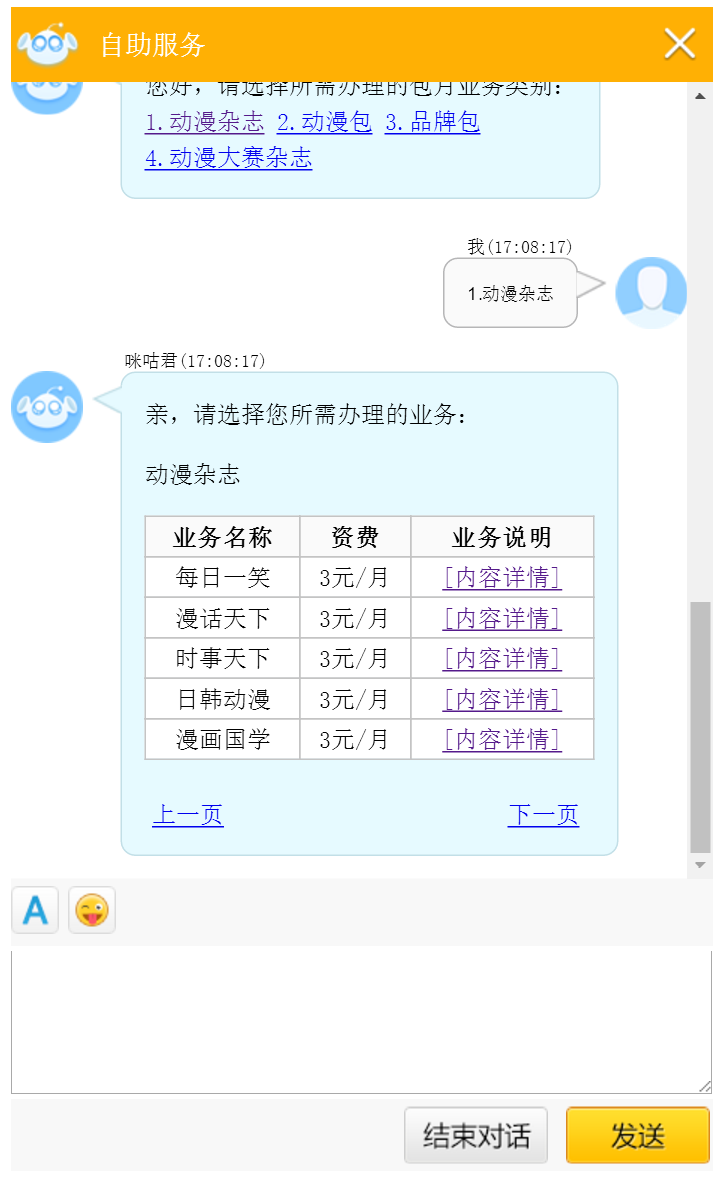 自助服务
您好，请选择所需办理的包月业务类别：
1.动漫杂志 2.动漫包 3.品牌包
4.动漫大赛杂志
我(17:08:17)
1.动漫杂志
咪咕君(17:08:17)
亲，请选择您所需办理的业务：
动漫杂志
业务名称 资费 业务说明
每日一笑 3元/月 [内容详情]
漫话天下 3元/月 [内容详情]
时事天下 3元/月 [内容详情]
日韩动漫 3元/月 [内容详情]
漫画国学 3元/月 [内容详情]
上一页 下一页
A
结束对话 发送